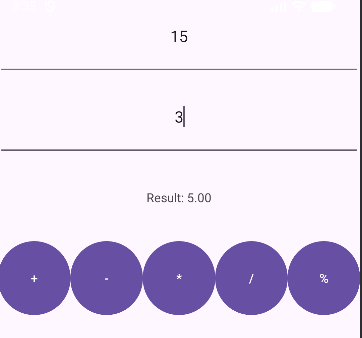 15
3
Result: 5.00
+ - * / %